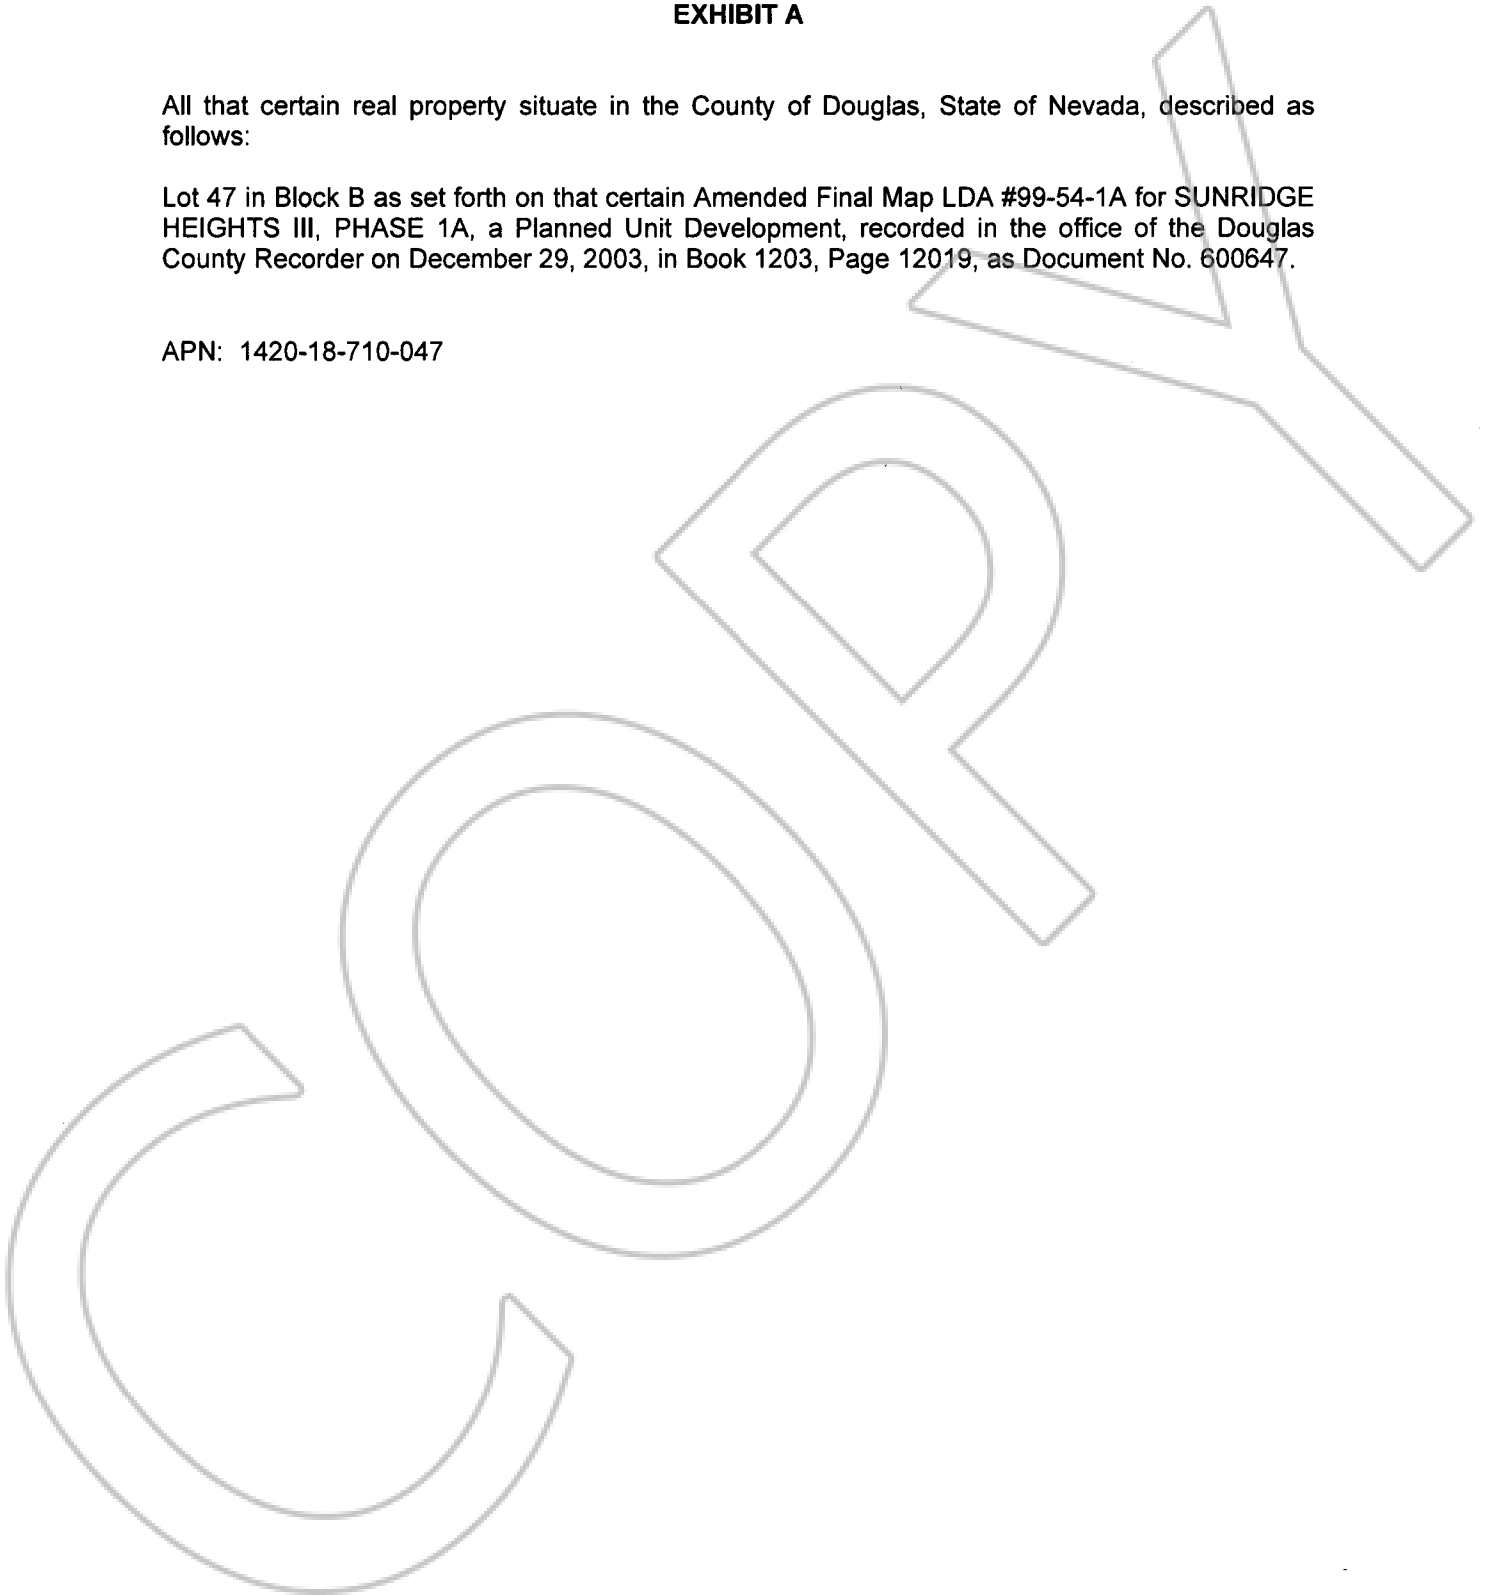 EXHIBIT A
All that certain real property situate in the County of Douglas, State of Nevada, described as
follows:
Lot 47 in Block B as set forth on that certain Amended Final Map LDA #99-54-1A for SUNRIDGE
HEIGHTS III, PHASE 1A, a Planned Unit Development, recorded in the office of the Douglas
County Recorder on December 29, 2003, in Book 1203, Page 12019, as Document No. 600647.
APN: 1420-18-710-047
COPY